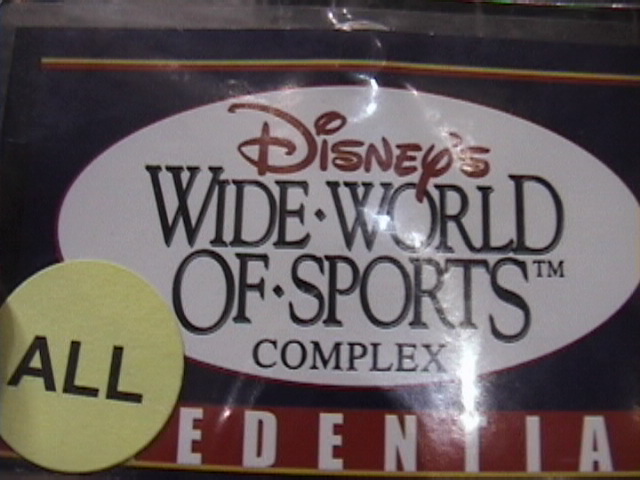 Disney's
WIDE·WORLD
OF·SPORTS™
COMPLEX
ALL
EDENTIA